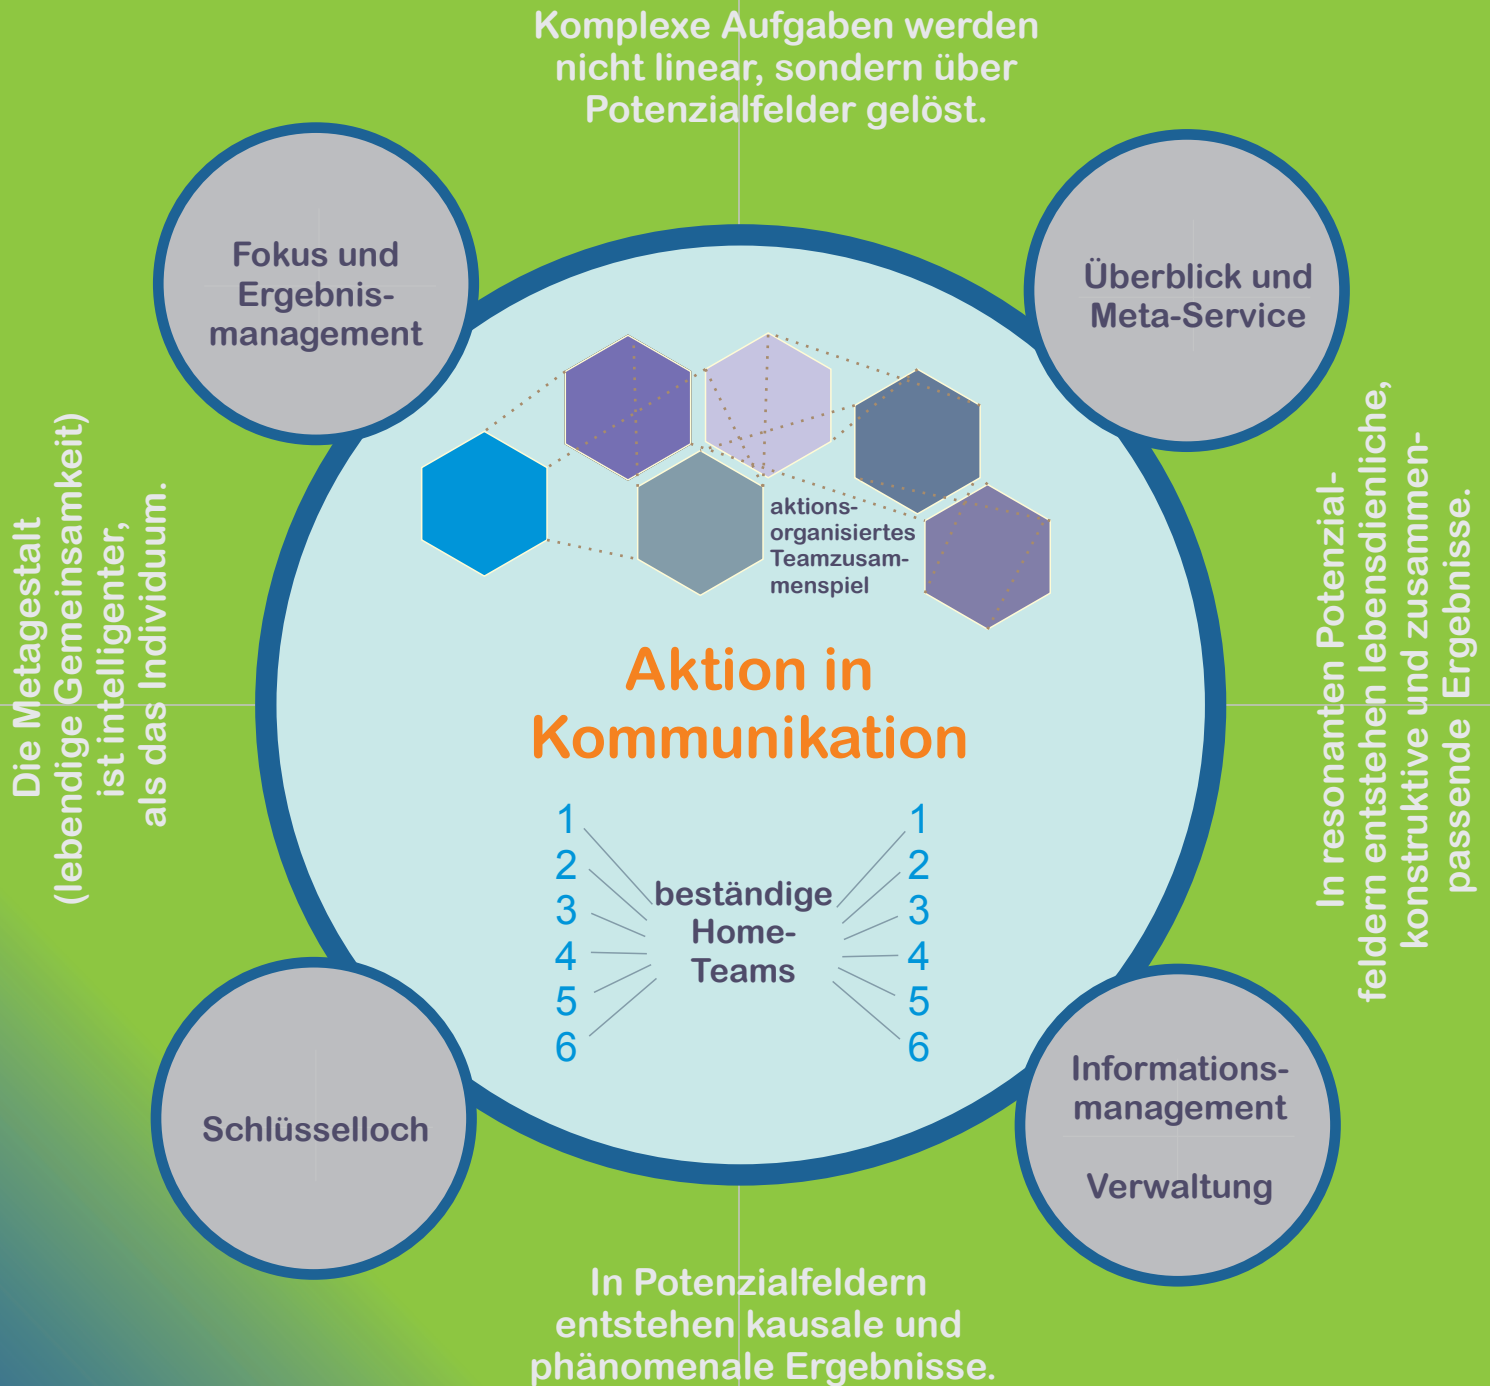 Komplexe Aufgaben werden
nicht linear, sondern über
Potenzialfelder gelöst.
Fokus und
Ergebnis-
management
Überblick und
Meta-Service
Die Metagestalt
(lebendige Gemeinsamkeit)
ist intelligenter,
als das Individuum.
aktions-
organisiertes
Teamzusam-
menspiel
Aktion in
Kommunikation
1
2
3
4
5
6
beständige
Home-
Teams
1
2
3
4
5
6
In resonanten Potenzial-
feldern entstehen lebensdienliche,
konstruktive und zusammen-
passende Ergebnisse.
Schlüsselloch
Informations-
management
Verwaltung
In Potenzialfeldern
entstehen kausale und
phänomenale Ergebnisse.